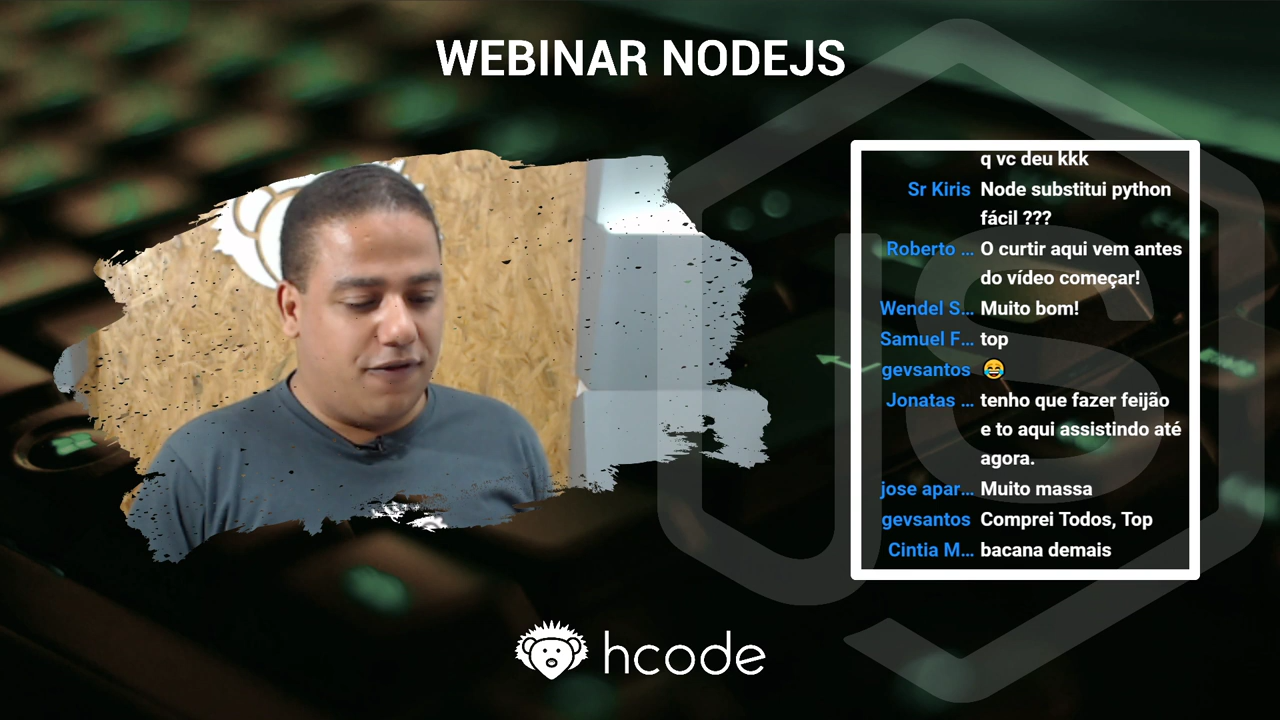 WEBINAR NODEJS
q vc deu kkk
Sr Kiris Node substitui python
fácil ???
Roberto ... O curtir aqui vem antes
do vídeo começar!
Wendel S... Muito bom!
Samuel F... top
gevsantos 😂
Jonatas ... tenho que fazer feijão
e to aqui assistindo até
agora.
jose apar... Muito massa
gevsantos Comprei Todos, Top
Cintia M... bacana demais
JS
hcode